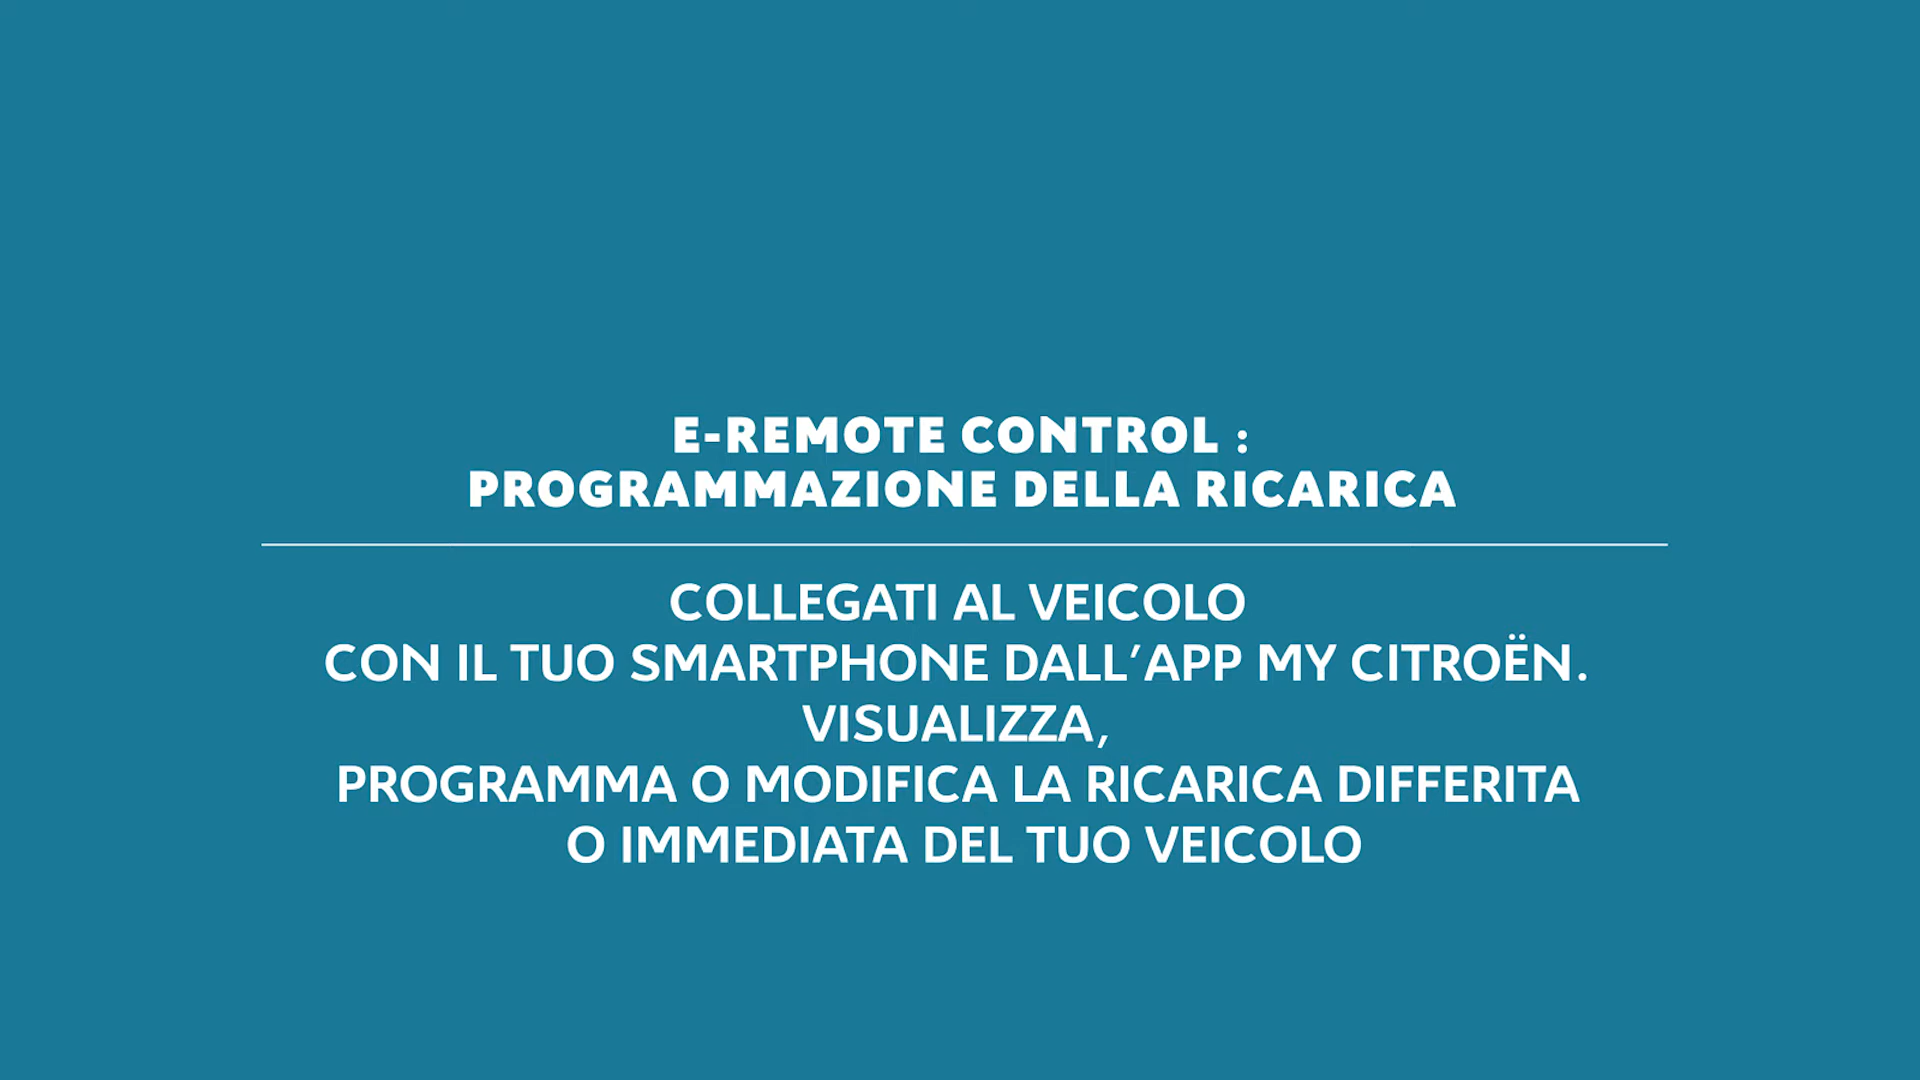 E-REMOTE CONTROL :
PROGRAMMAZIONE DELLA RICARICA
COLLEGATI AL VEICOLO
CON IL TUO SMARTPHONE DALL’APP MY CITROËN.
VISUALIZZA,
PROGRAMMA O MODIFICA LA RICARICA DIFFERITA
O IMMEDIATA DEL TUO VEICOLO